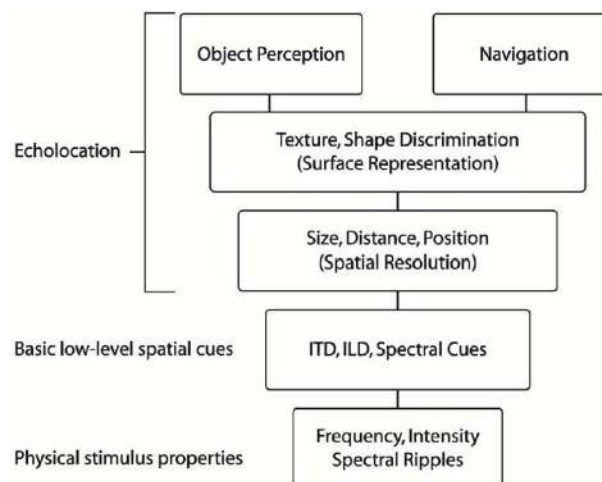 Object Perception
Navigation
Echolocation
Texture, Shape Discrimination
(Surface Representation)
Size, Distance, Position
(Spatial Resolution)
Basic low-level spatial cues
ITD, ILD, Spectral Cues
Physical stimulus properties
Frequency, Intensity
Spectral Ripples